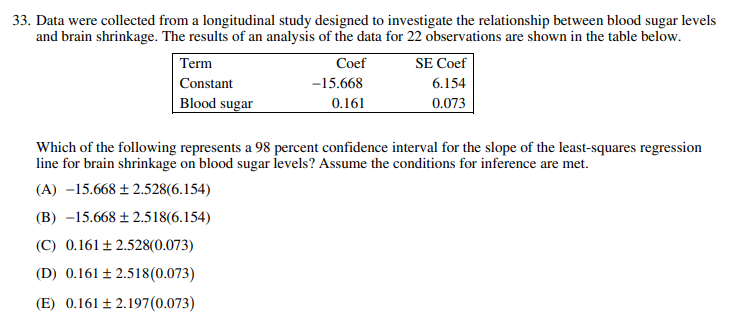 33. Data were collected from a longitudinal study designed to investigate the relationship between blood sugar levels
and brain shrinkage. The results of an analysis of the data for 22 observations are shown in the table below.
Term Coef SE Coef
Constant −15.668 6.154
Blood sugar 0.161 0.073
Which of the following represents a 98 percent confidence interval for the slope of the least-squares regression
line for brain shrinkage on blood sugar levels? Assume the conditions for inference are met.
(A) −15.668 ± 2.528(6.154)
(B) −15.668 ± 2.518(6.154)
(C) 0.161 ± 2.528(0.073)
(D) 0.161 ± 2.518(0.073)
(E) 0.161 ± 2.197(0.073)